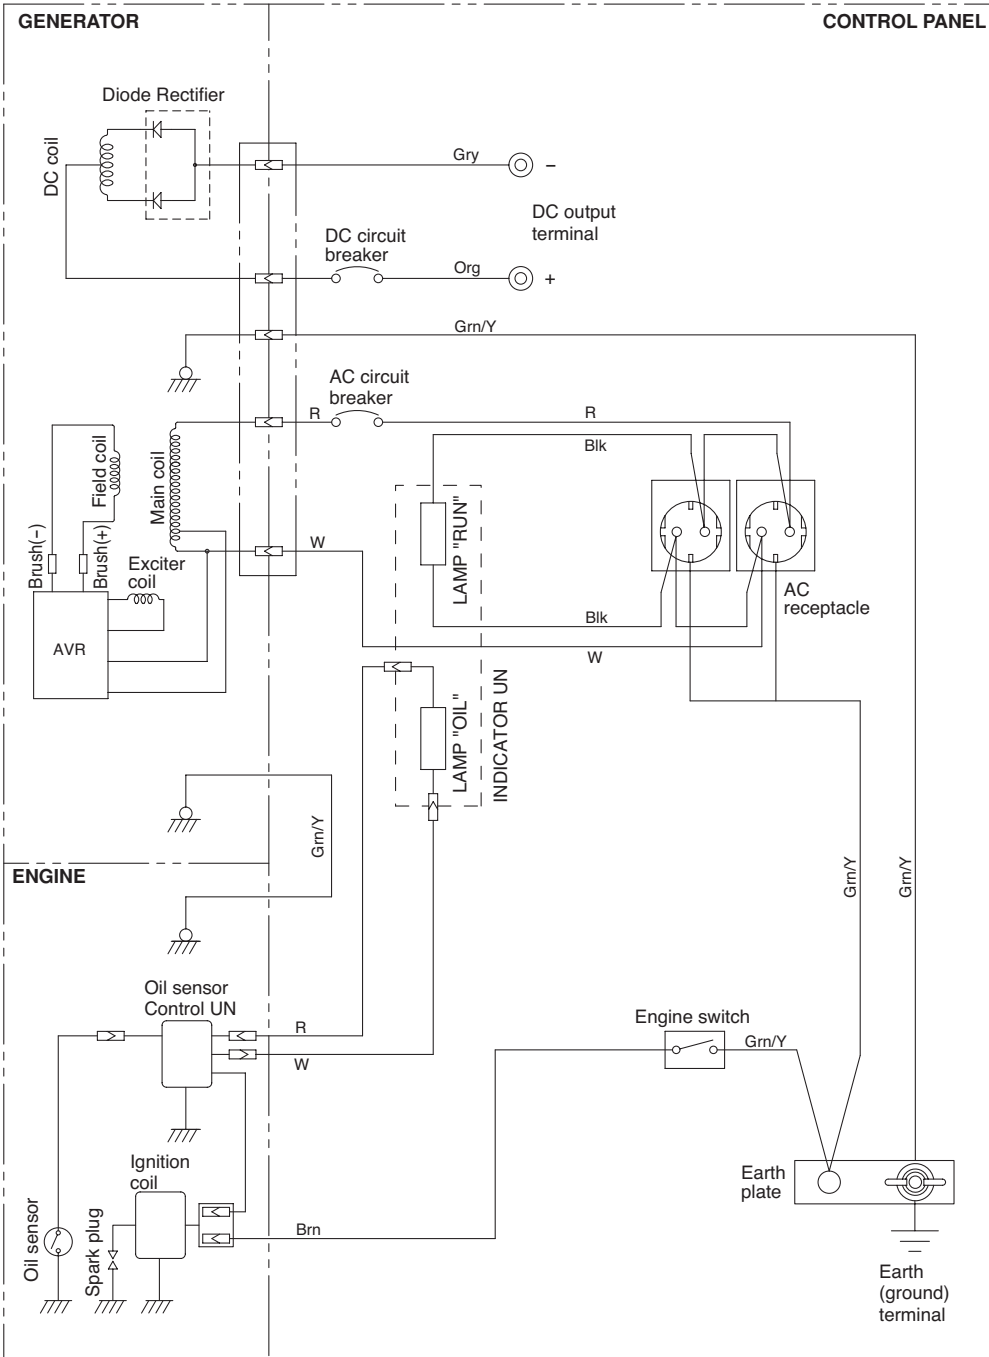 GENERATOR
CONTROL PANEL
Diode Rectifier
DC coil
Gry
−
DC output
terminal
DC circuit
breaker
Org
+
Grn/Y
AC circuit
breaker
R
R
Blk
Field coil
Main coil
Brush(−)
Brush(+)
Exciter
coil
AVR
W
LAMP "RUN"
AC
receptacle
Blk
W
LAMP "OIL"
INDICATOR UN
Grn/Y
Grn/Y
Grn/Y
ENGINE
Oil sensor
Control UN
R
W
Engine switch
Grn/Y
Ignition
coil
Earth
plate
Oil sensor
Spark plug
Brn
Earth
(ground)
terminal